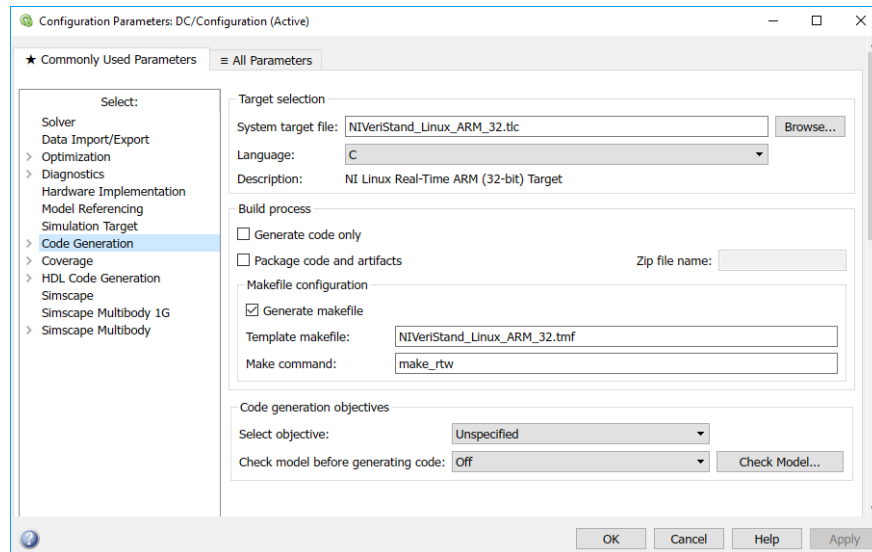 Configuration Parameters: DC/Configuration (Active)
★ Commonly Used Parameters
≡ All Parameters
Select:
Solver
Data Import/Export
Optimization
Diagnostics
Hardware Implementation
Model Referencing
Simulation Target
Code Generation
Coverage
HDL Code Generation
Simscape
Simscape Multibody 1G
Simscape Multibody
Target selection
System target file: NIVeriStand_Linux_ARM_32.tlc Browse...
Language: C
Description: NI Linux Real-Time ARM (32-bit) Target
Build process
Generate code only
Package code and artifacts Zip file name:
Makefile configuration
Generate makefile
Template makefile: NIVeriStand_Linux_ARM_32.tmf
Make command: make_rtw
Code generation objectives
Select objective: Unspecified
Check model before generating code: Off Check Model...
OK Cancel Help Apply